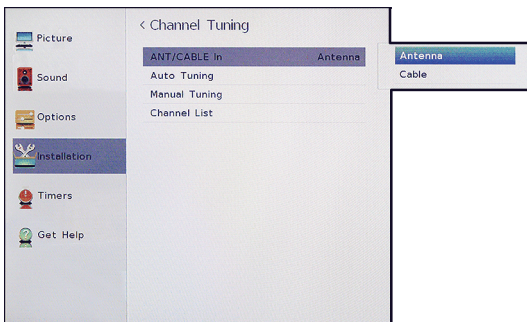 Picture
Sound
Options
Installation
Timers
Get Help
< Channel Tuning
ANT/CABLE In Antenna
Auto Tuning
Manual Tuning
Channel List
Antenna
Cable